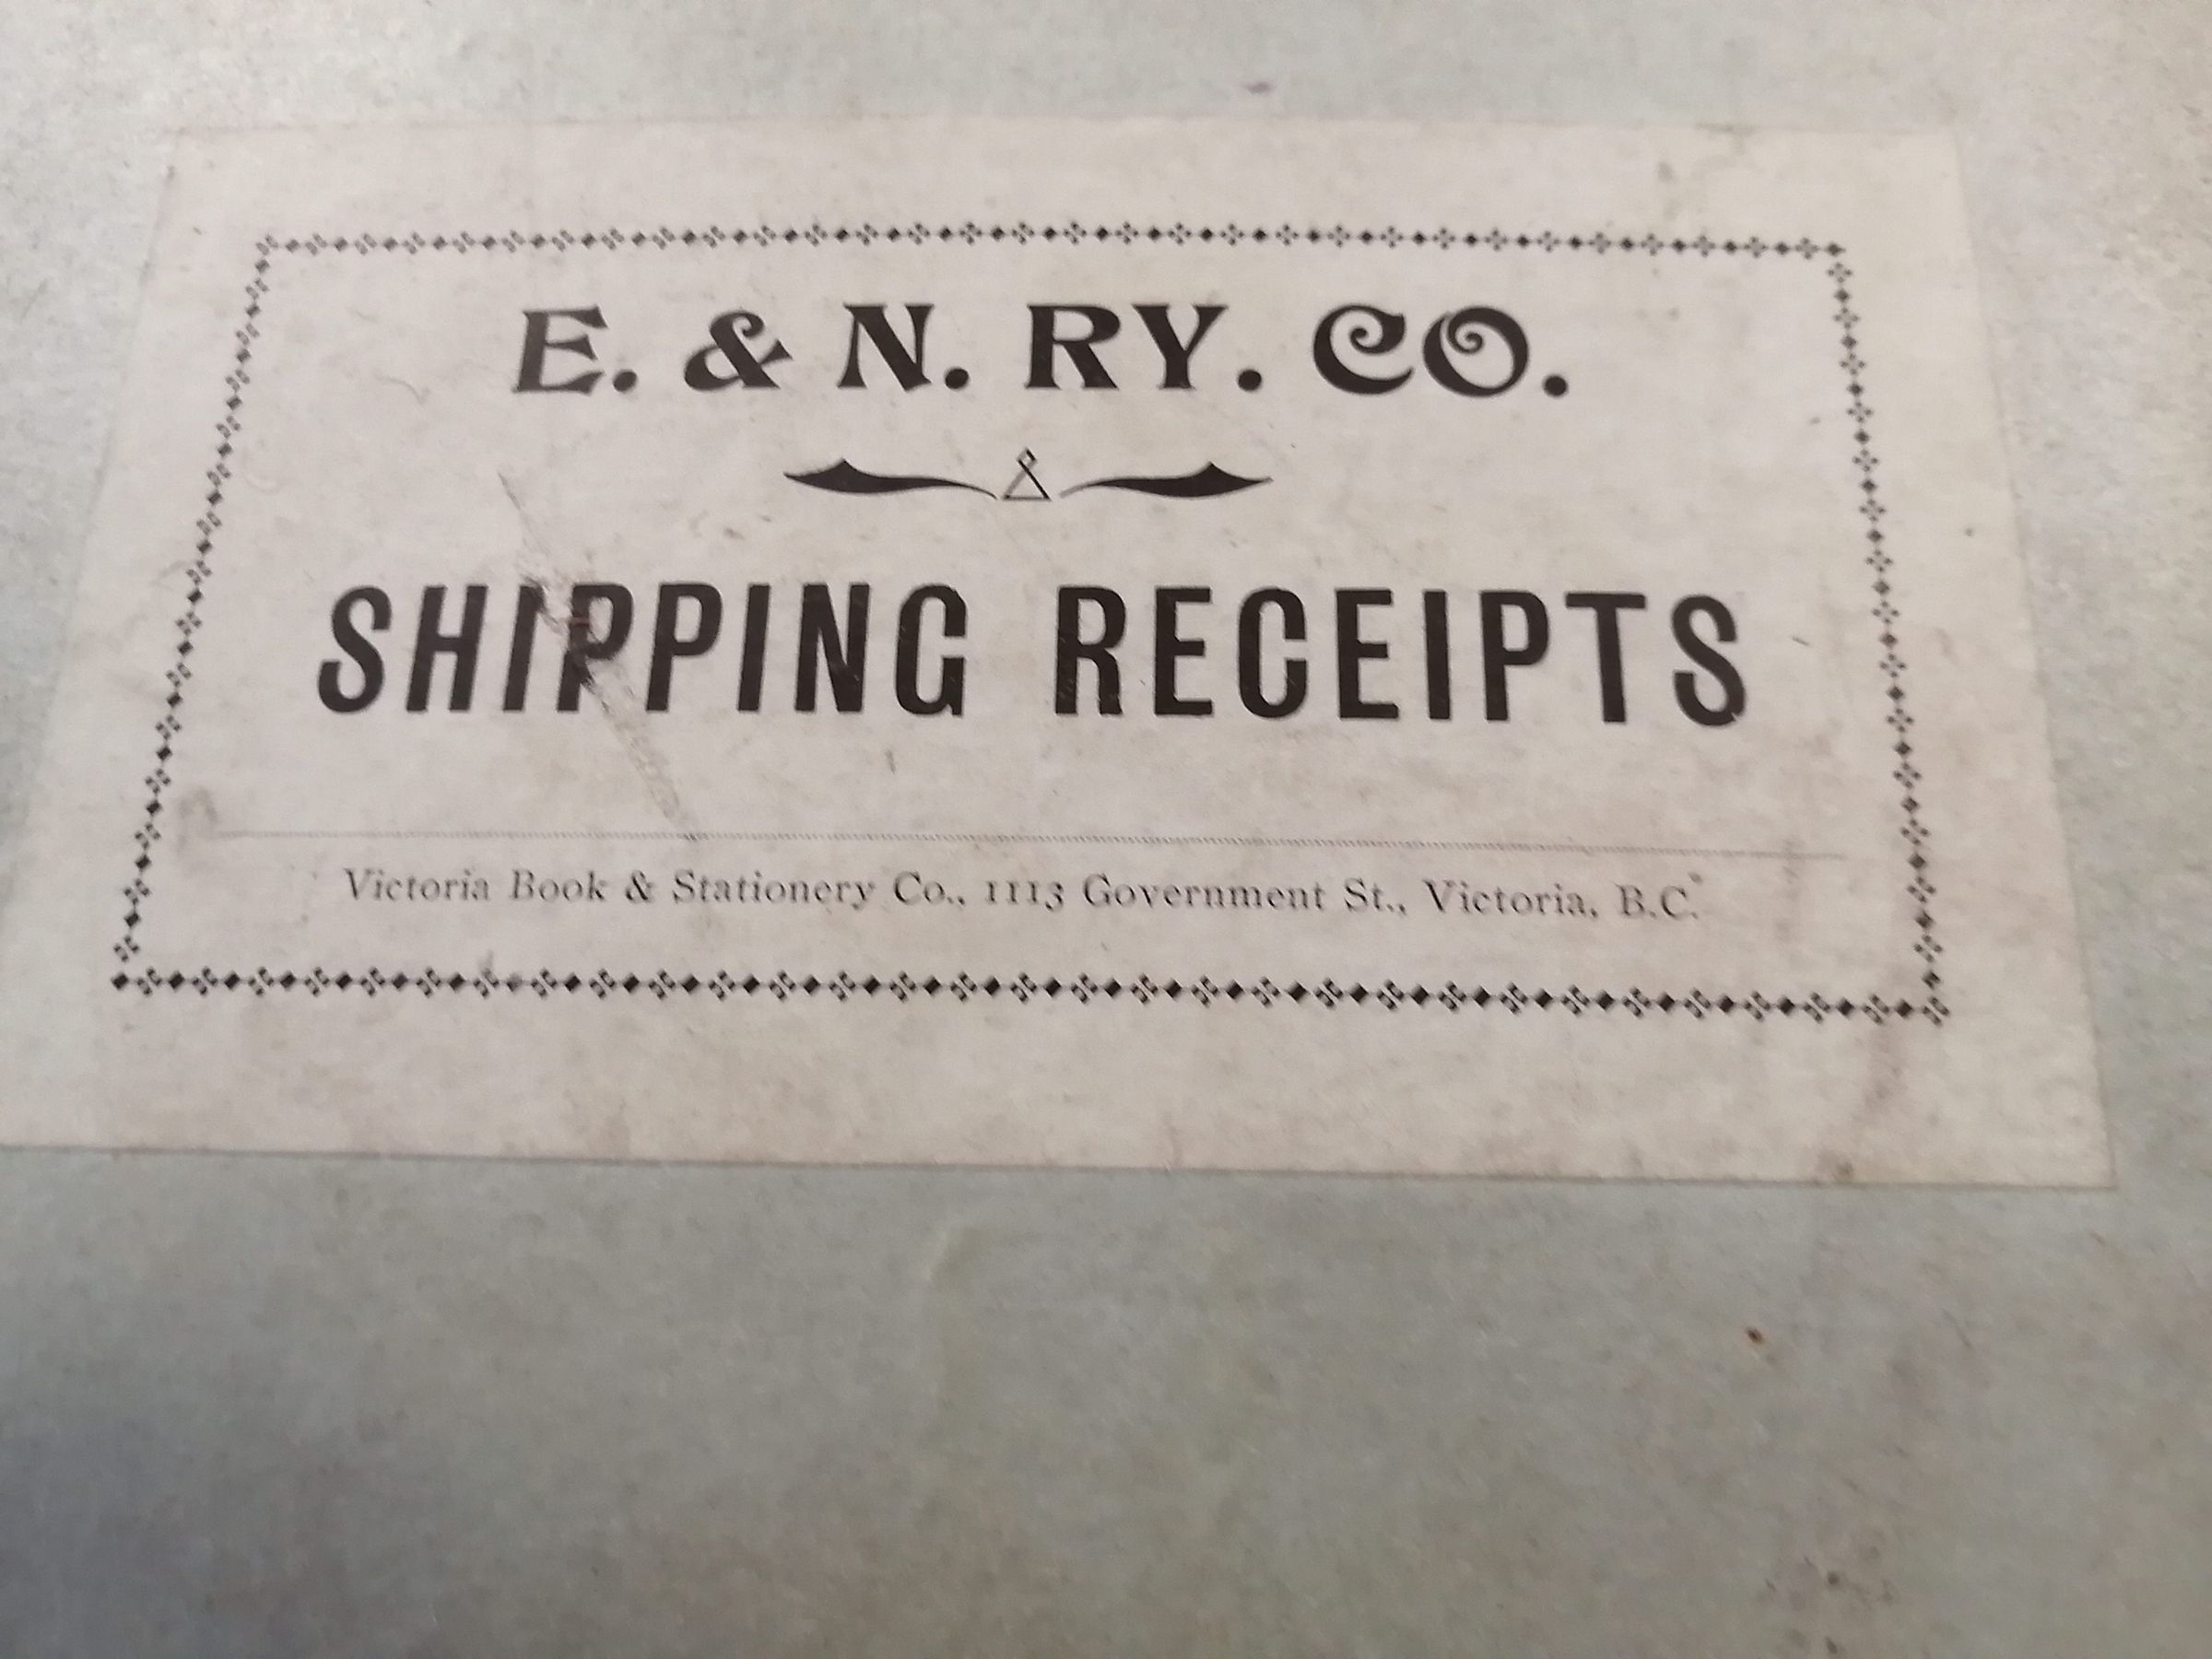 E. & N. RY. CO.
SHIPPING RECEIPTS
Victoria Book & Stationery Co., 1113 Government St., Victoria, B.C.